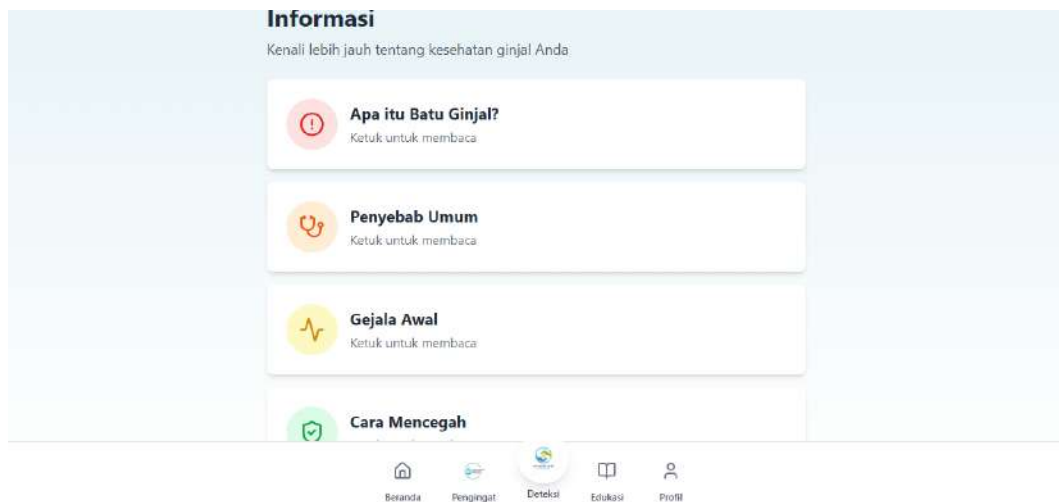 Informasi
Kenali lebih jauh tentang kesehatan ginjal Anda
Apa itu Batu Ginjal?
Ketuk untuk membaca
Penyebab Umum
Ketuk untuk membaca
Gejala Awal
Ketuk untuk membaca
Cara Mencegah
Beranda
Pengingat
Deteksi
Edukasi
Profil